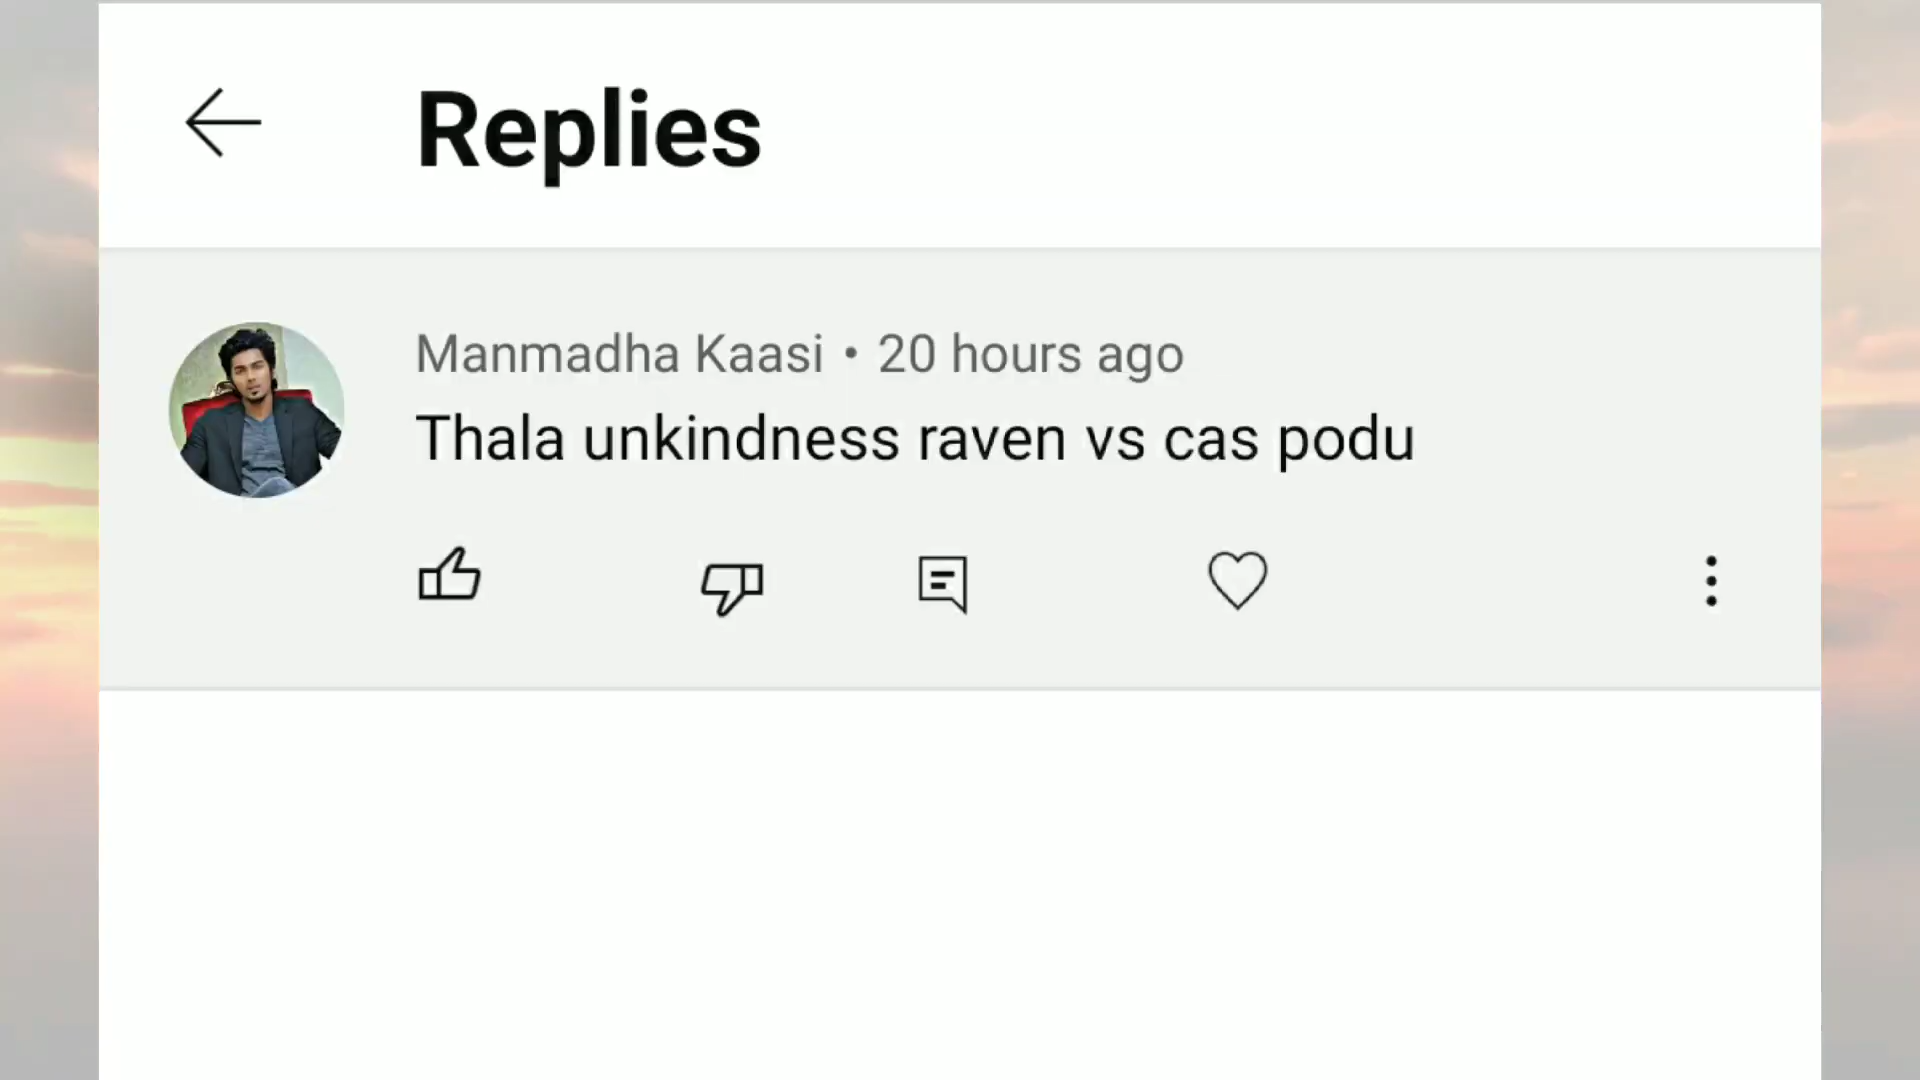 Replies
Manmadha Kaasi • 20 hours ago
Thala unkindness raven vs cas podu